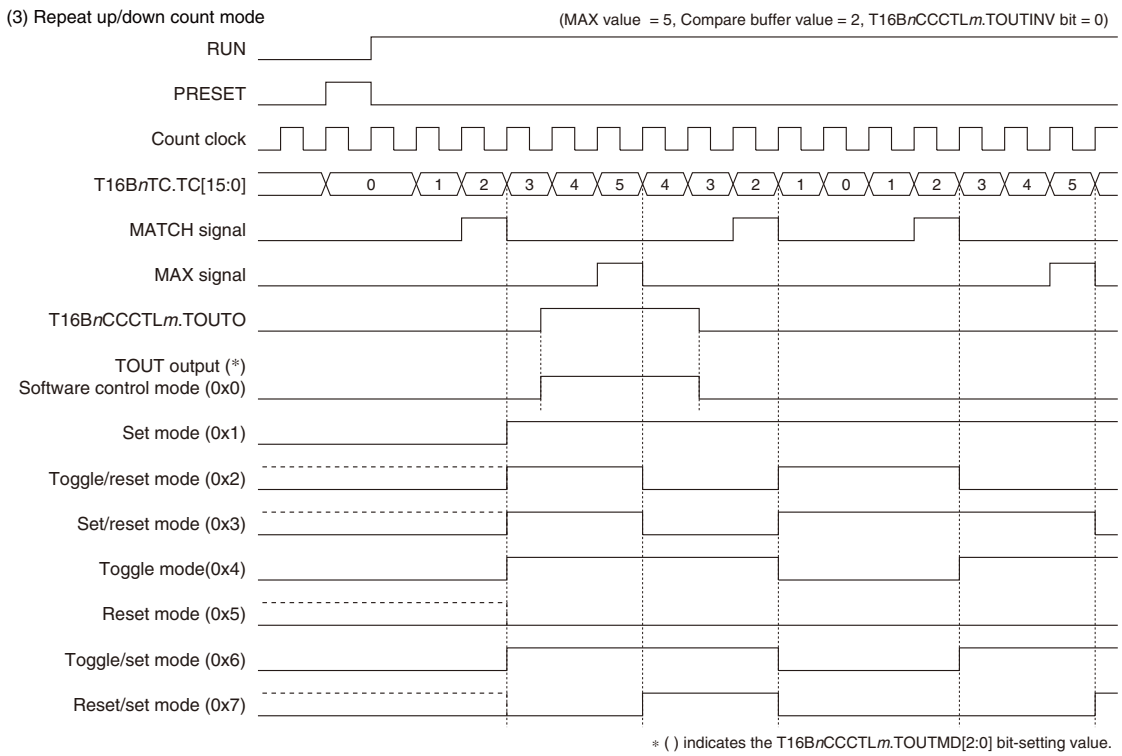 (3) Repeat up/down count mode
(MAX value = 5, Compare buffer value = 2, T16BnCCCTLm.TOUTINV bit = 0)
RUN
PRESET
Count clock
T16BnTC.TC[15:0]
0 1 2 3 4 5 4 3 2 1 0 1 2 3 4 5
MATCH signal
MAX signal
T16BnCCCTLm.TOUTO
TOUT output (*)
Software control mode (0x0)
Set mode (0x1)
Toggle/reset mode (0x2)
Set/reset mode (0x3)
Toggle mode(0x4)
Reset mode (0x5)
Toggle/set mode (0x6)
Reset/set mode (0x7)
* ( ) indicates the T16BnCCCTLm.TOUTMD[2:0] bit-setting value.